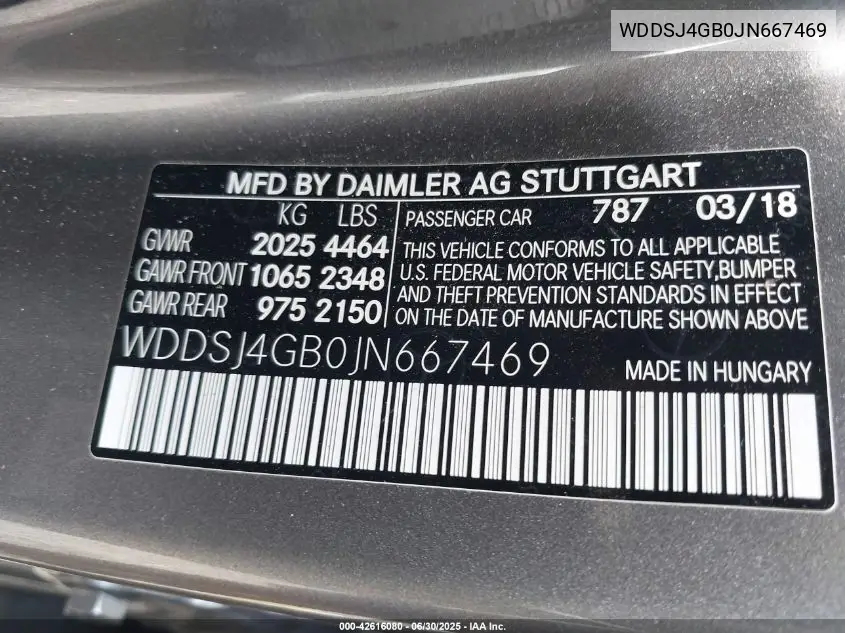 WDDSJ4GB0JN667469
MFD BY DAIMLER AG STUTTGART
KG LBS
GVWR 2025 4464
GAWR FRONT 1065 2348
GAWR REAR 975 2150
PASSENGER CAR 787 03/18
THIS VEHICLE CONFORMS TO ALL APPLICABLE
U.S. FEDERAL MOTOR VEHICLE SAFETY,BUMPER
AND THEFT PREVENTION STANDARDS IN EFFECT
ON THE DATE OF MANUFACTURE SHOWN ABOVE
WDDSJ4GB0JN667469
MADE IN HUNGARY
000-42616080 - 06/30/2025 - IAA Inc.